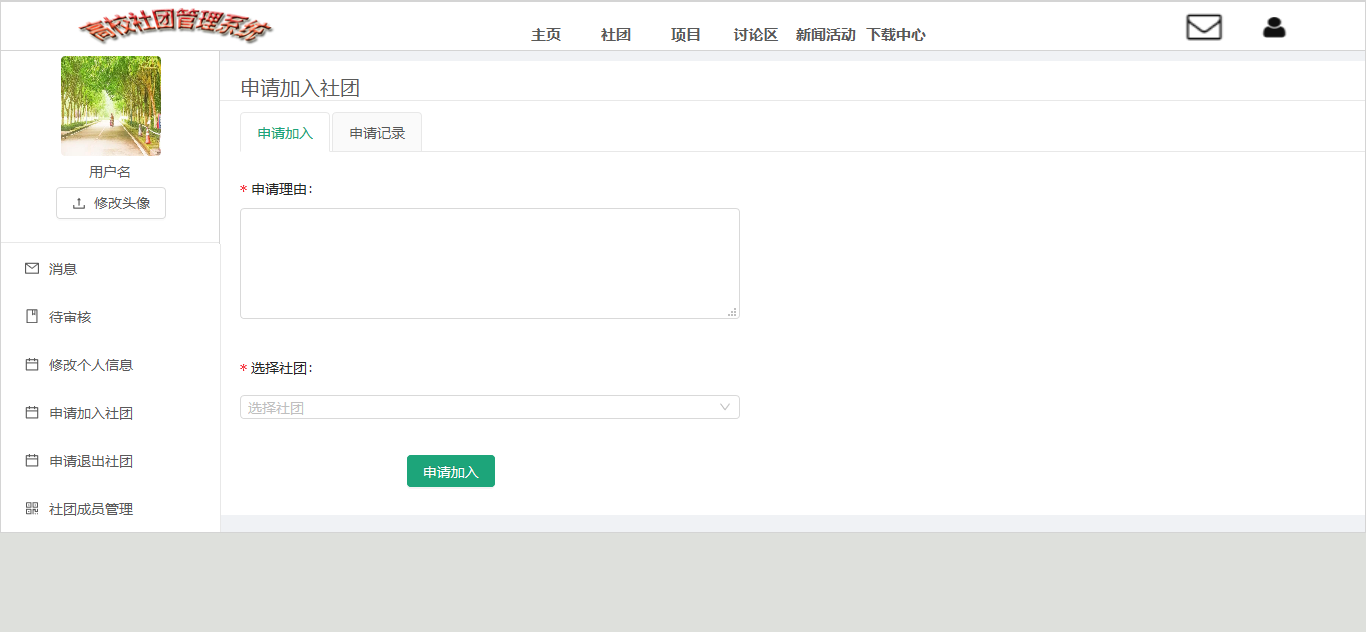 高校社团管理系统
主页 社团 项目 讨论区 新闻活动 下载中心
用户名
修改头像
消息
待审核
修改个人信息
申请加入社团
申请退出社团
社团成员管理
申请加入社团
申请加入 申请记录
* 申请理由:
* 选择社团:
选择社团
申请加入